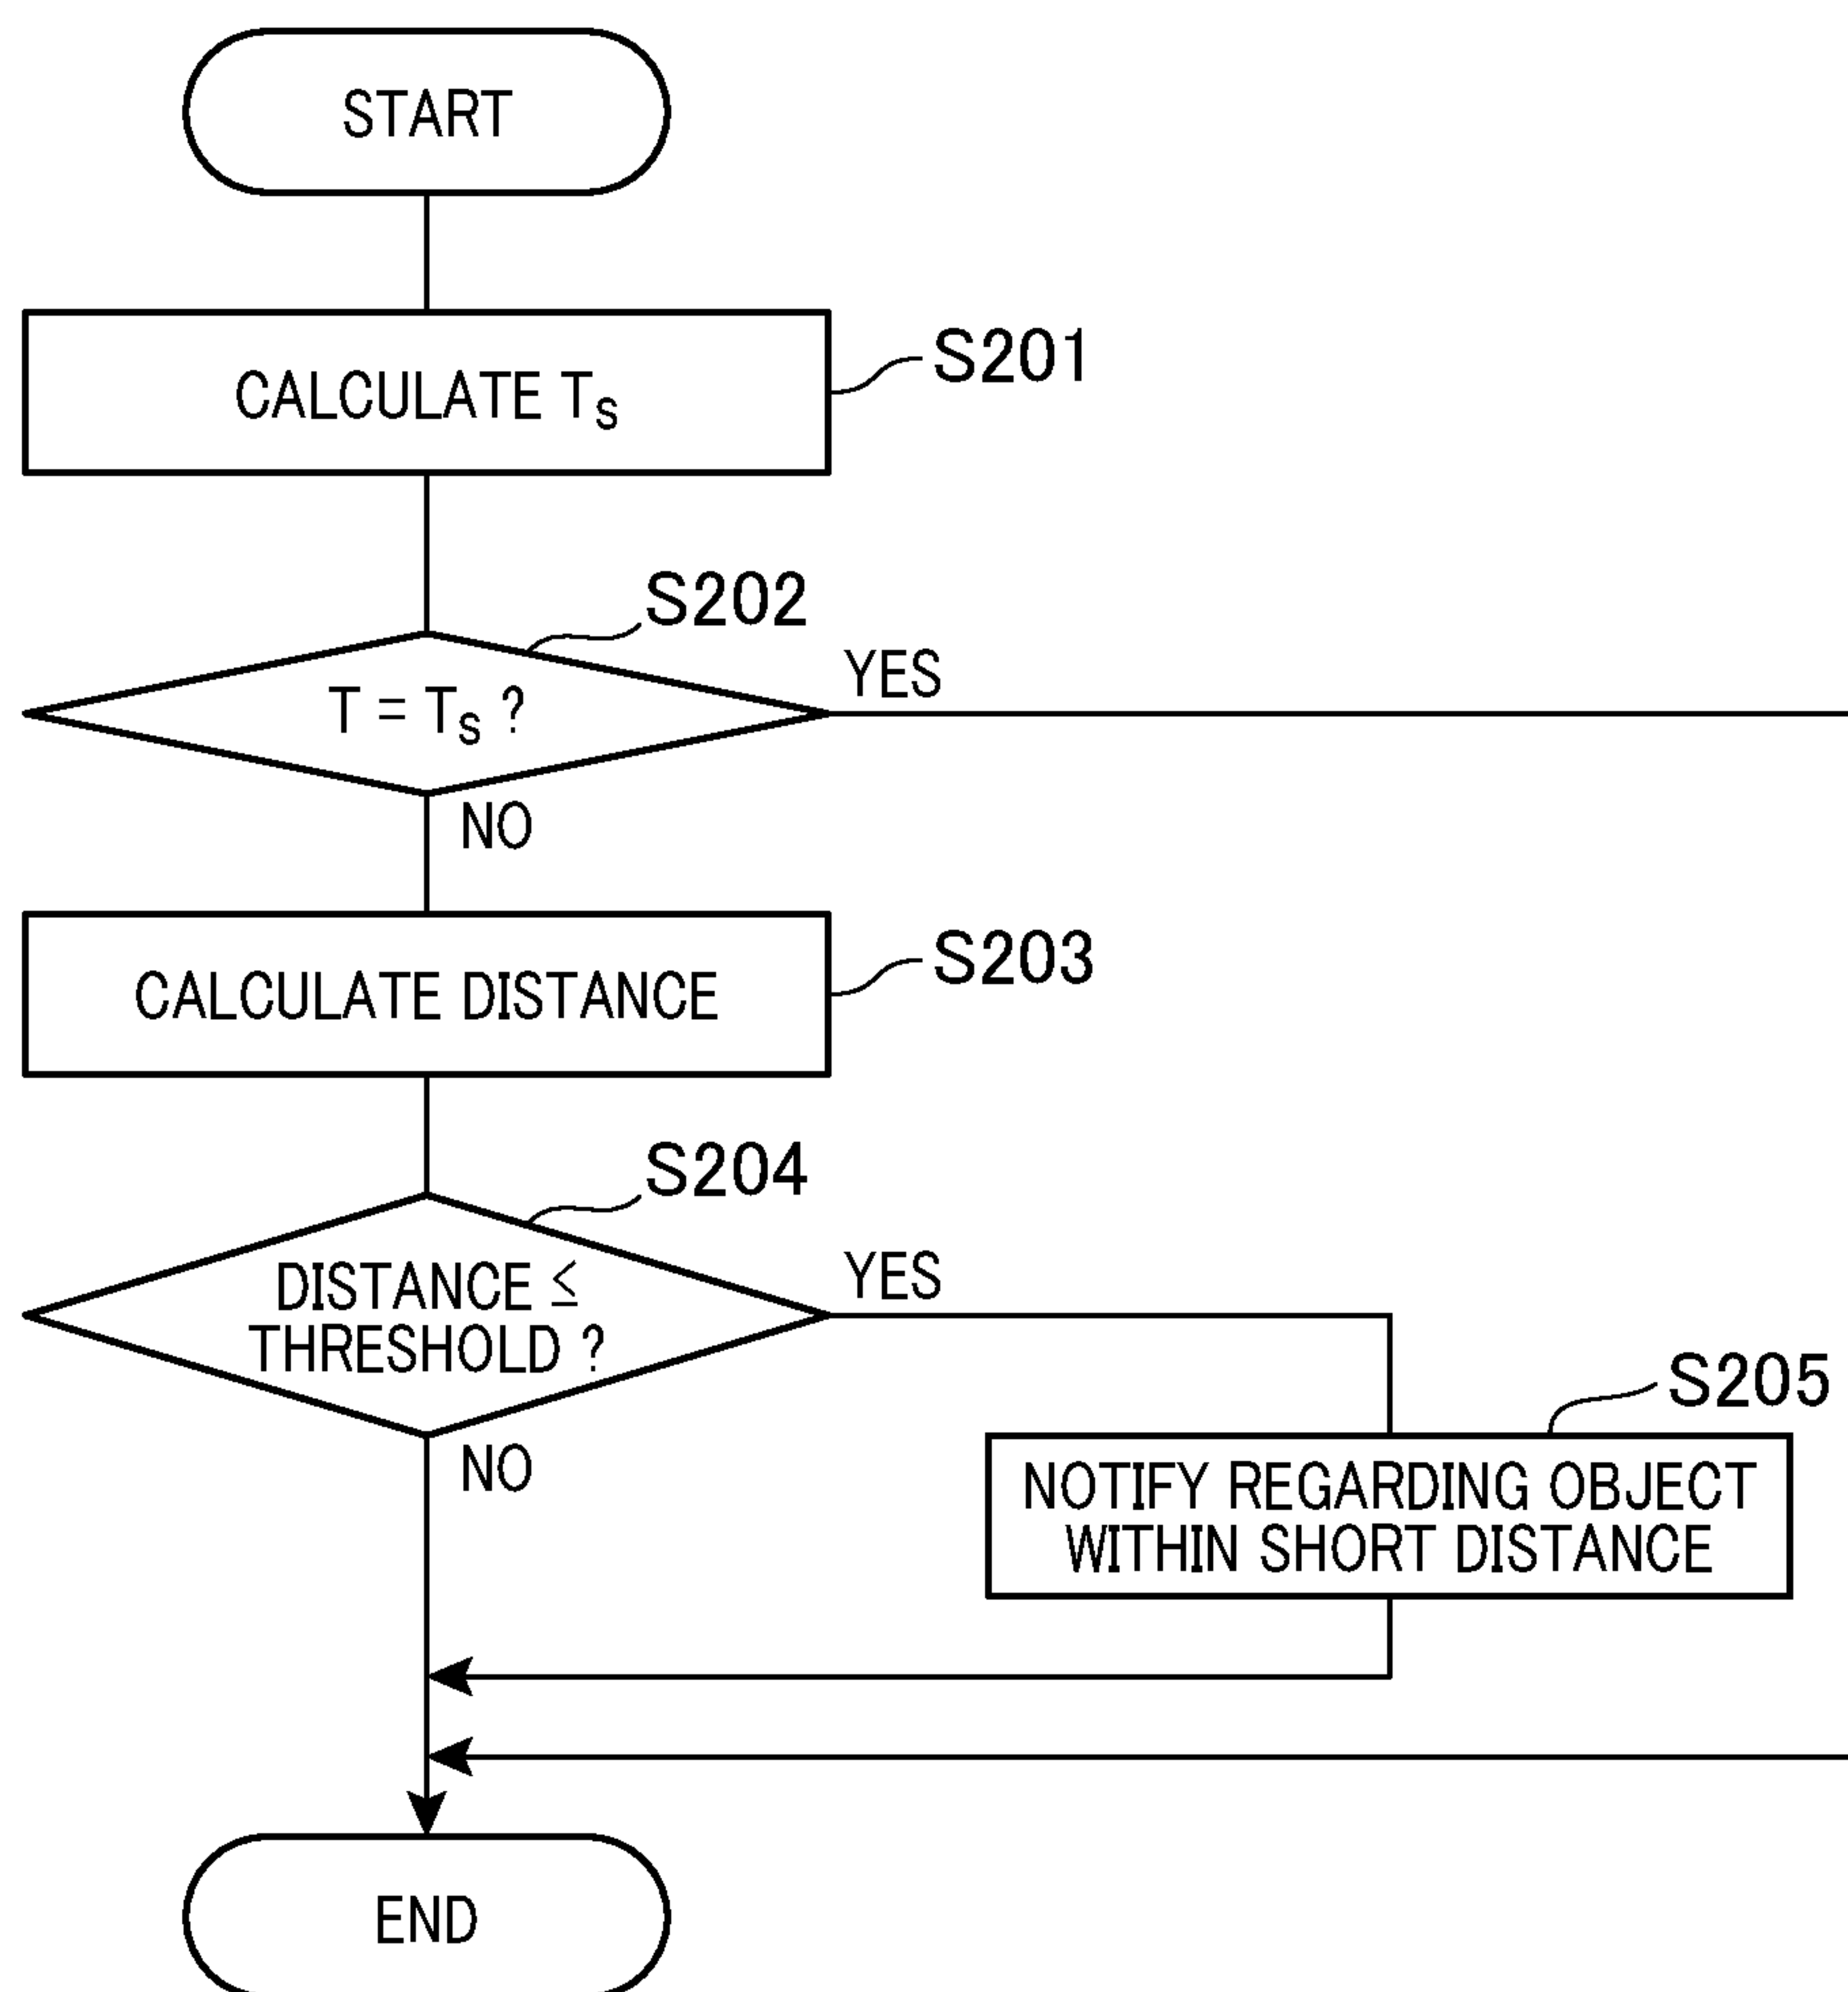 START
CALCULATE Ts
S201
S202
T = Ts ?
YES
NO
CALCULATE DISTANCE
S203
S204
DISTANCE ≤
THRESHOLD ?
YES
NO
S205
NOTIFY REGARDING OBJECT
WITHIN SHORT DISTANCE
END